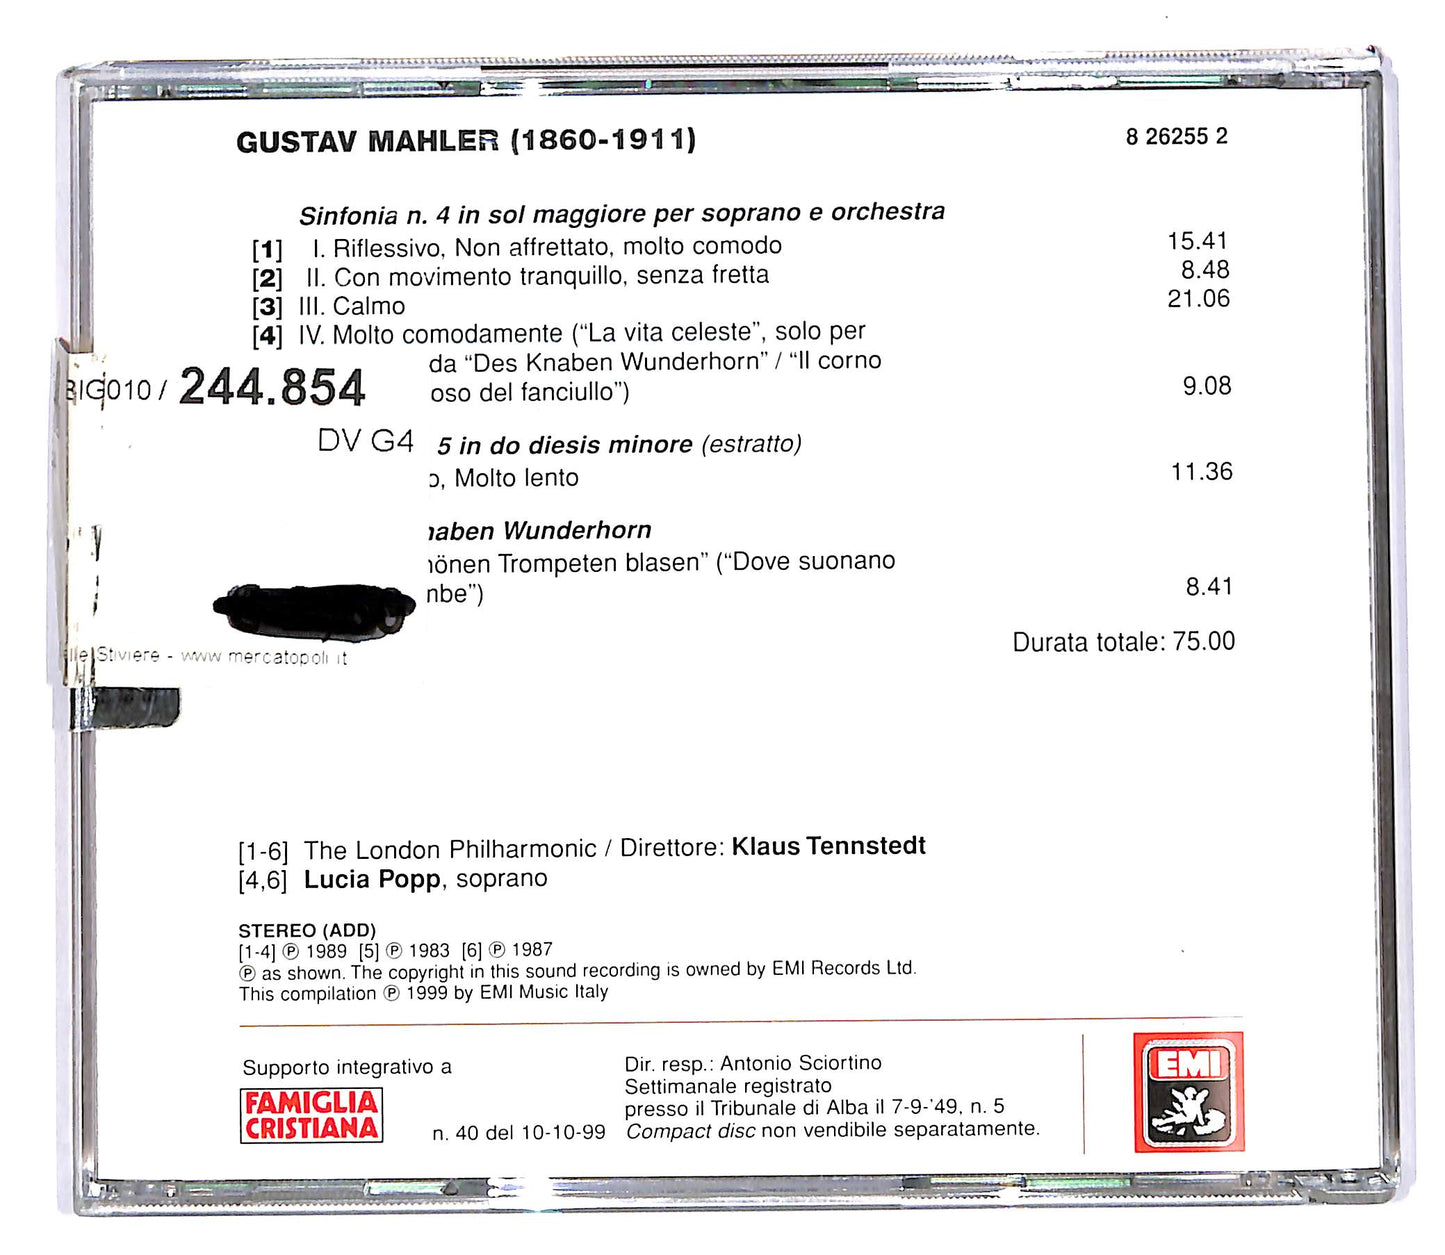 GUSTAV MAHLER (1860-1911) 8 26255 2
Sinfonia n. 4 in sol maggiore per soprano e orchestra
[1] I. Riflessivo, Non affrettato, molto comodo 15.41
[2] II. Con movimento tranquillo, senza fretta 8.48
[3] III. Calmo 21.06
[4] IV. Molto comodamente (“La vita celeste”, solo per
da “Des Knaben Wunderhorn” / “Il corno
oso del fanciullo”) 9.08
BIG010 / 244.854
DV G4
5 in do diesis minore (estratto)
o, Molto lento 11.36
naben Wunderhorn
hönen Trompeten blasen” (“Dove suonano
mbe”) 8.41
Durata totale: 75.00
lle Stiviere - www mercatopoli it
[1-6] The London Philharmonic / Direttore: Klaus Tennstedt
[4,6] Lucia Popp, soprano
STEREO (ADD)
[1-4] ℗ 1989 [5] ℗ 1983 [6] ℗ 1987
℗ as shown. The copyright in this sound recording is owned by EMI Records Ltd.
This compilation ℗ 1999 by EMI Music Italy
Supporto integrativo a
FAMIGLIA
CRISTIANA
n. 40 del 10-10-99
Dir. resp.: Antonio Sciortino
Settimanale registrato
presso il Tribunale di Alba il 7-9-'49, n. 5
Compact disc non vendibile separatamente.
EMI